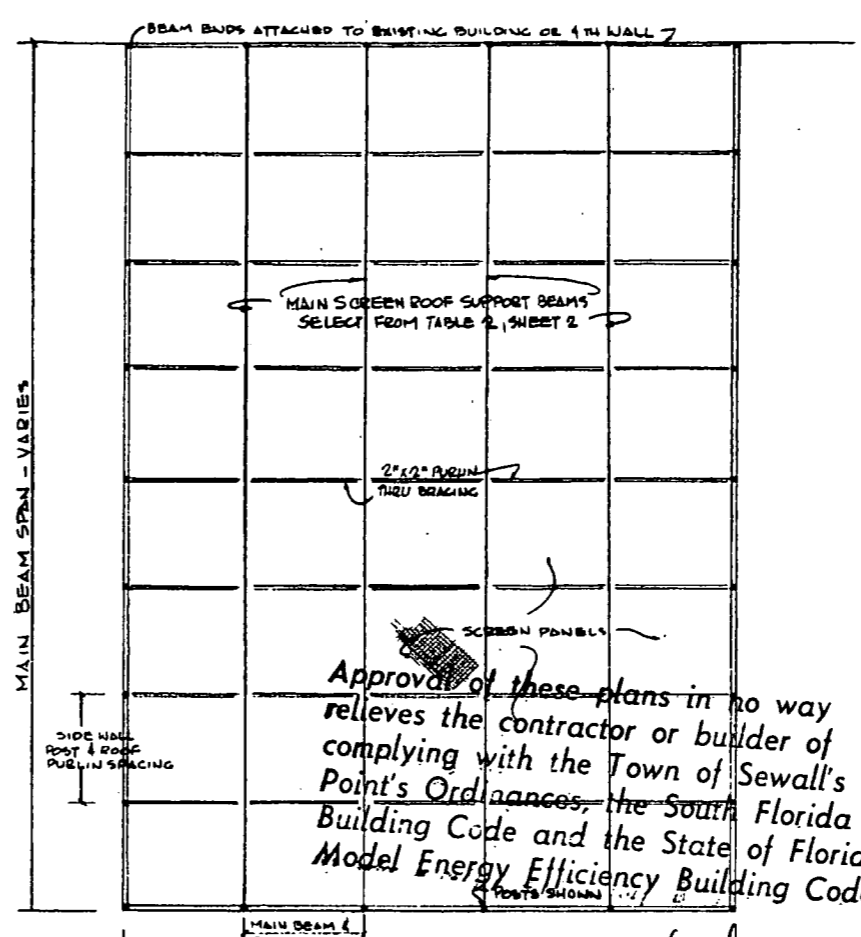 BEAM ENDS ATTACHED TO EXISTING BUILDING OR 4TH WALL
MAIN SCREEN ROOF SUPPORT BEAMS
SELECT FROM TABLE 2, SHEET 2
MAIN BEAM SPAN - VARIES
2"x2" PURLIN
THRU BRACING
SCREEN PANELS
SIDE WALL
POST & ROOF
PURLIN SPACING
Approval of these plans in no way
relieves the contractor or builder of
complying with the Town of Sewall's
Point's Ordinances, the South Florida
Building Code and the State of Florid
Model Energy Efficiency Building Cod
POSTS SHOWN
MAIN BEAM &